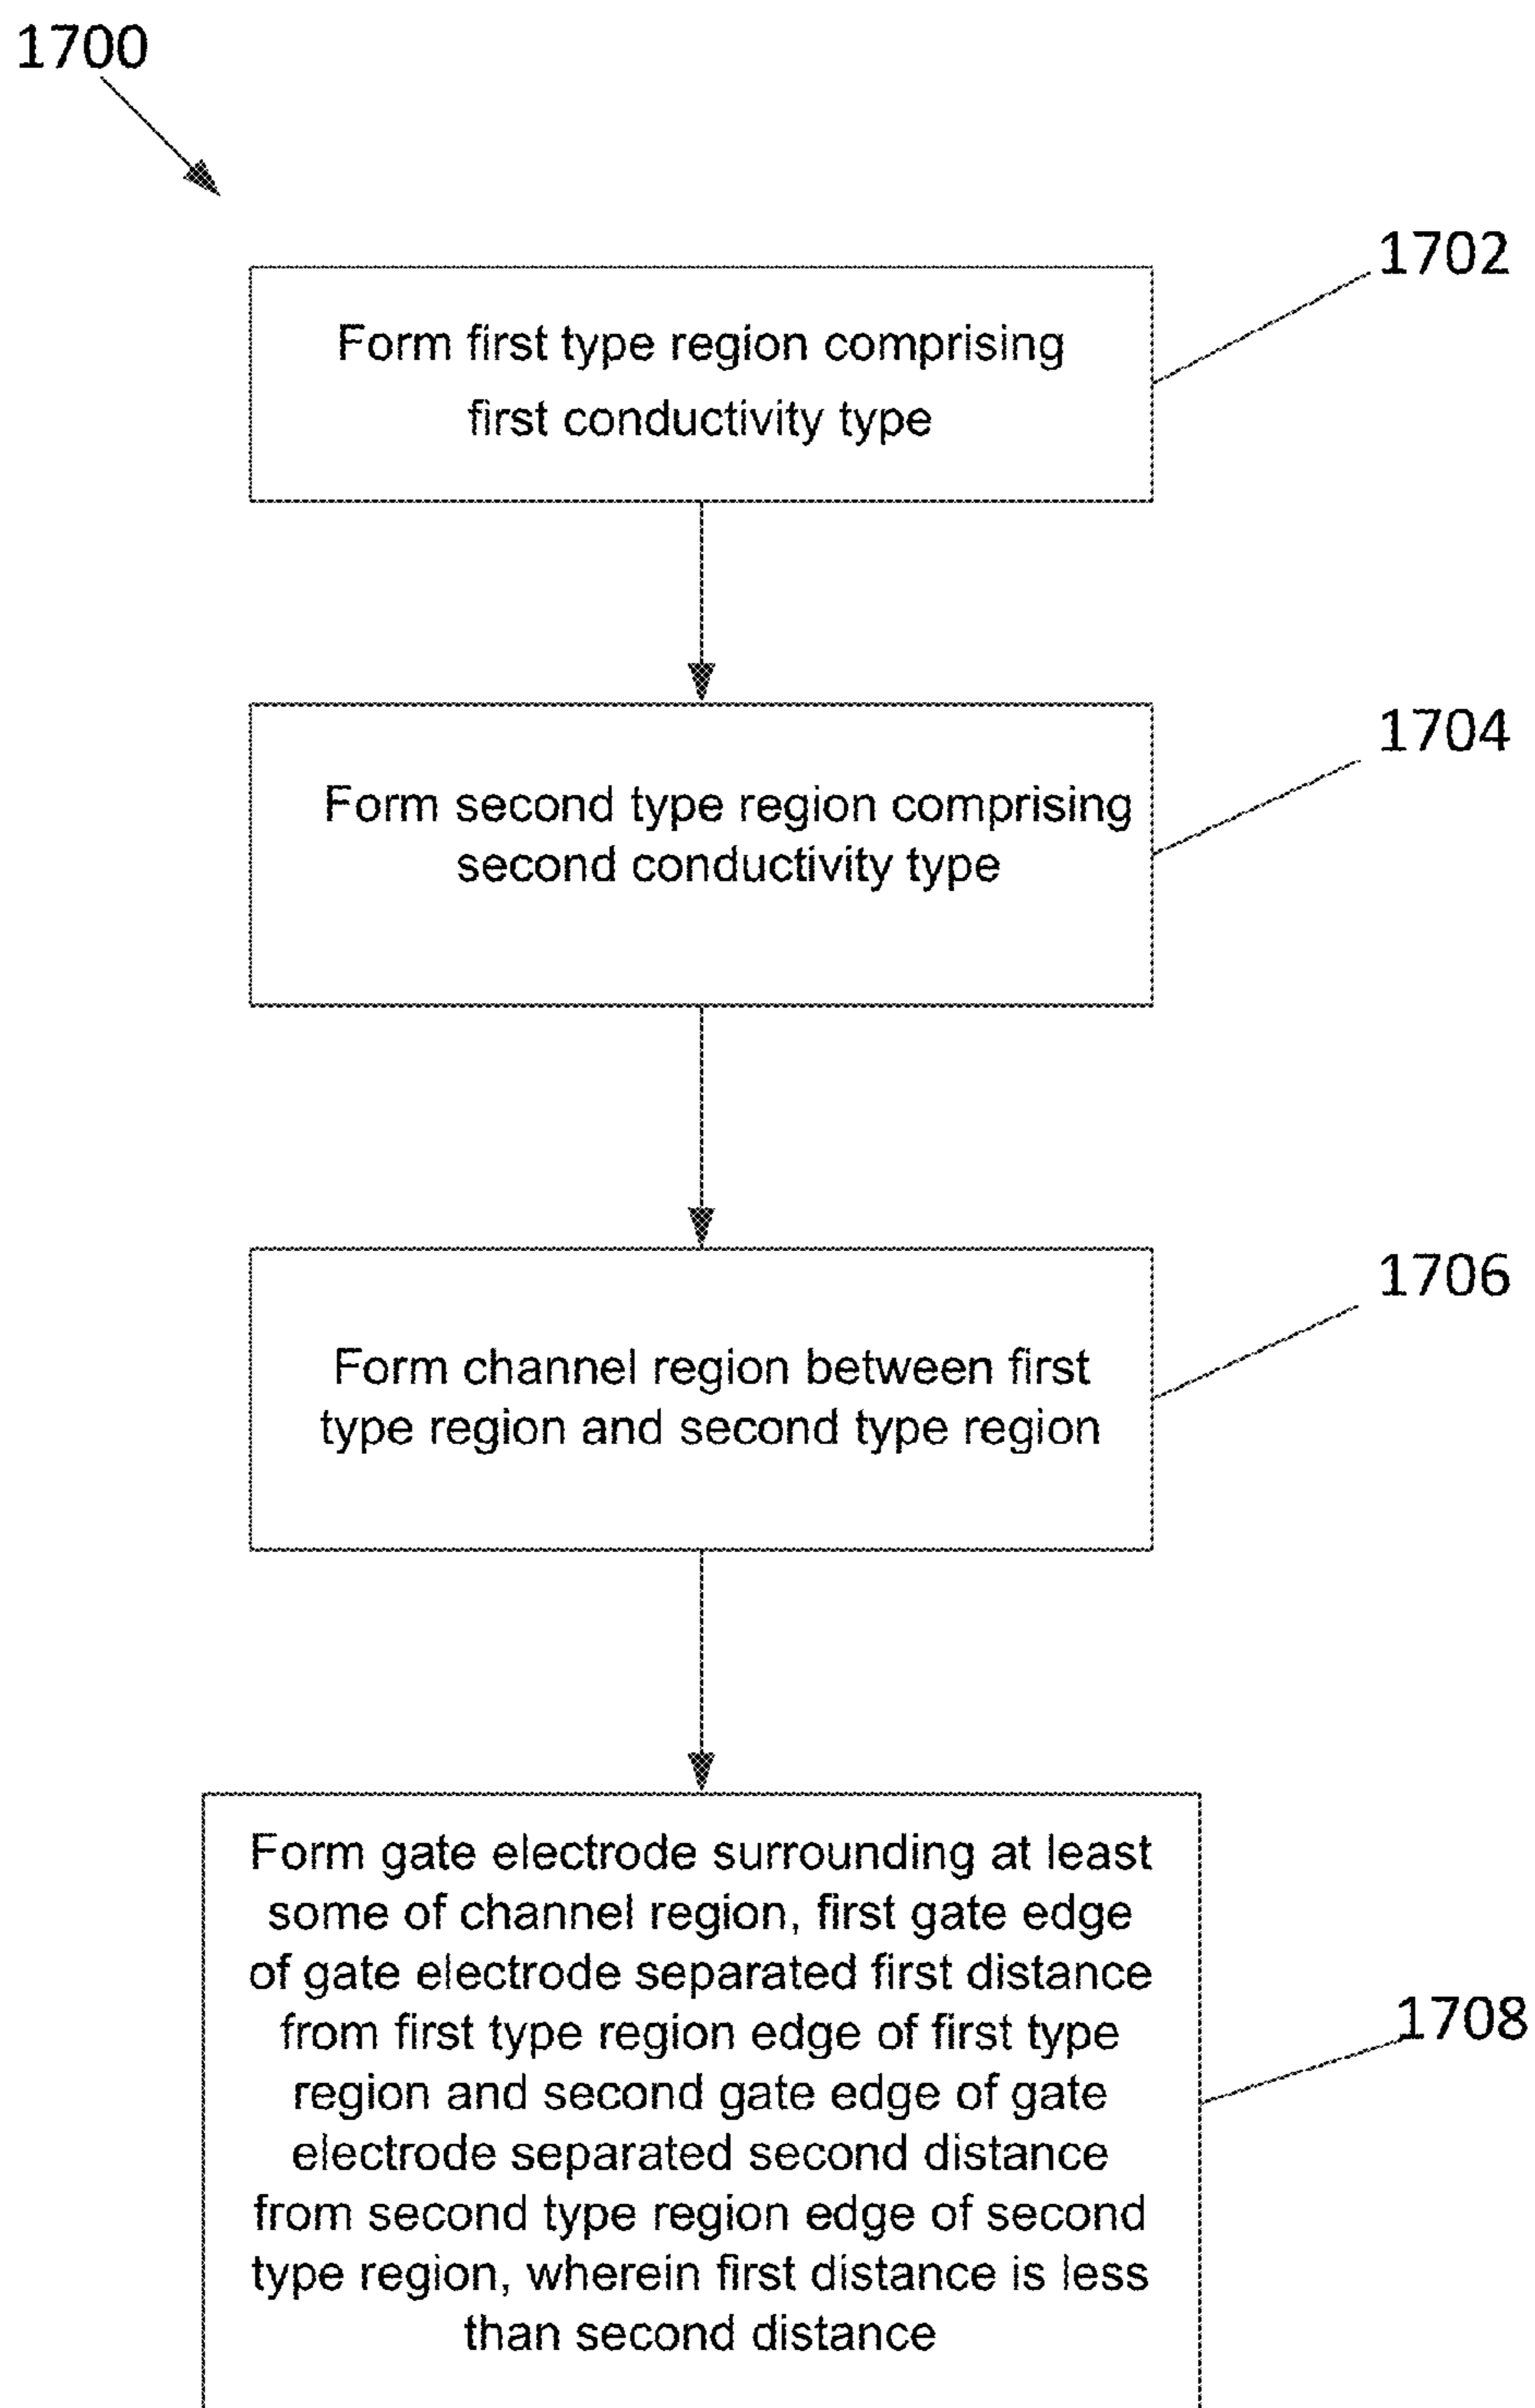 1700
1702
Form first type region comprising
first conductivity type
1704
Form second type region comprising
second conductivity type
1706
Form channel region between first
type region and second type region
Form gate electrode surrounding at least
some of channel region, first gate edge
of gate electrode separated first distance
from first type region edge of first type
region and second gate edge of gate
electrode separated second distance
from second type region edge of second
type region, wherein first distance is less
than second distance
1708